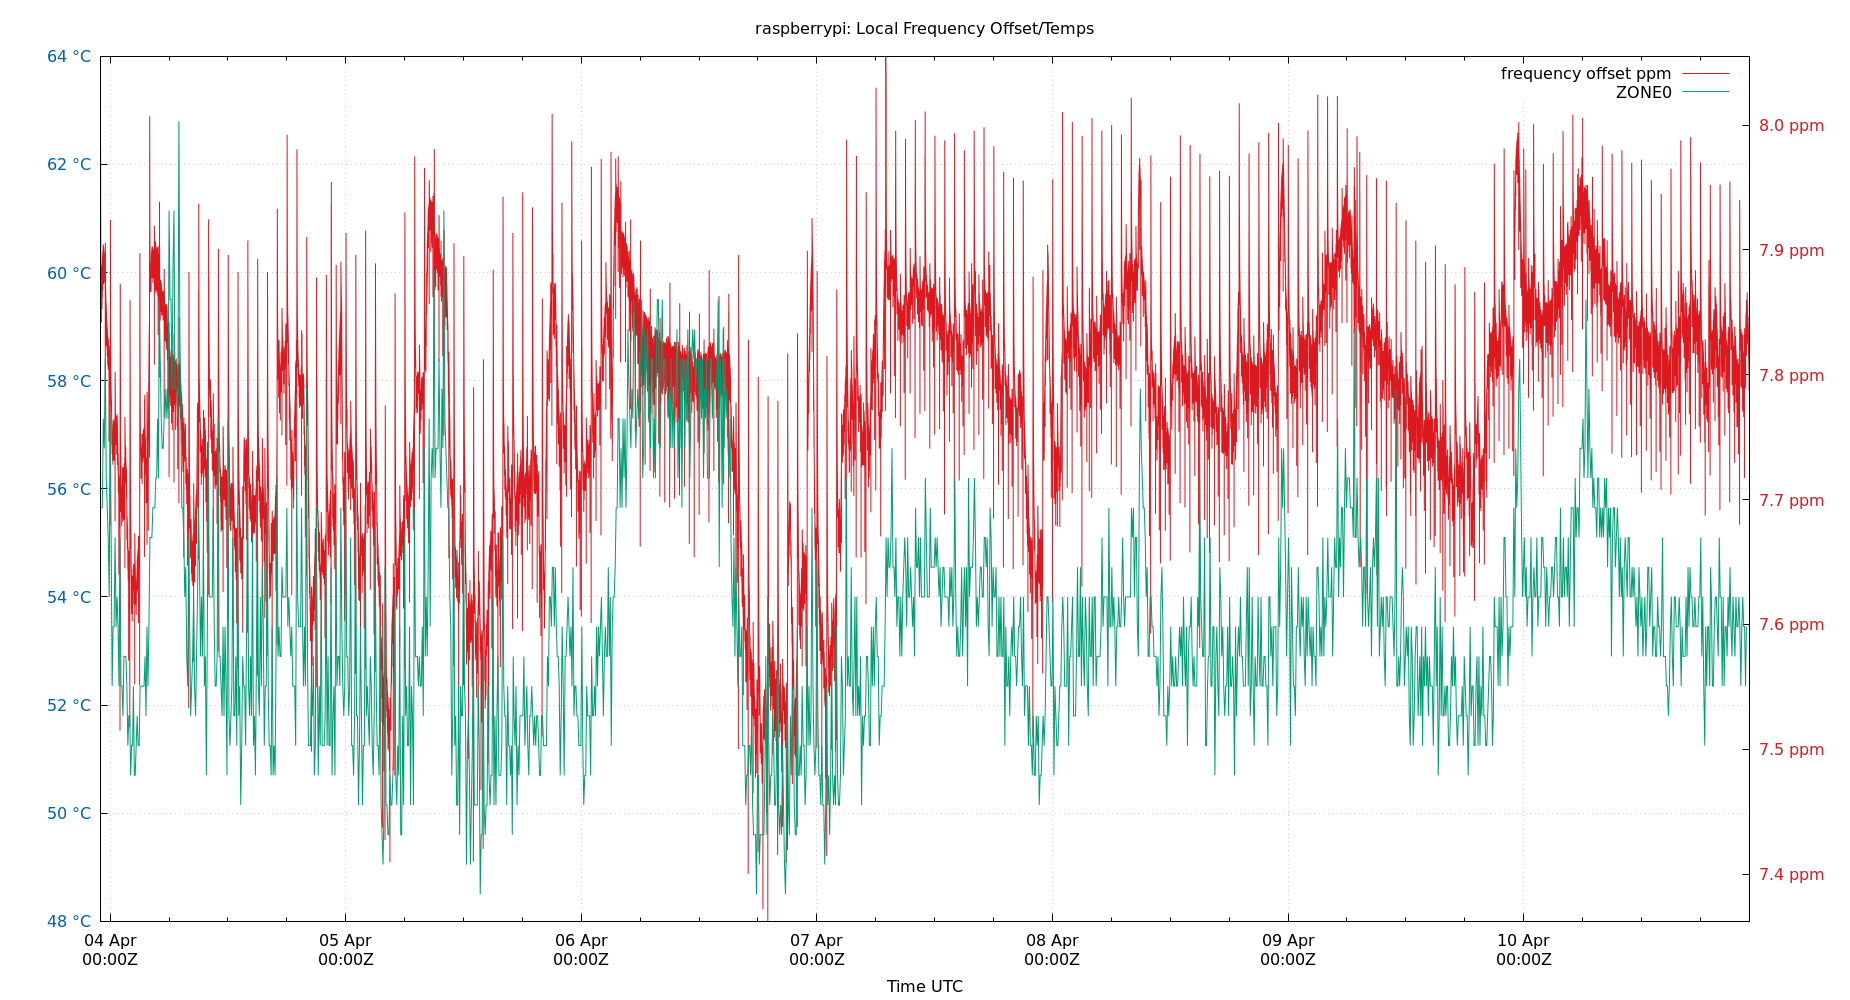 raspberrypi: Local Frequency Offset/Temps
64 °C
62 °C
60 °C
58 °C
56 °C
54 °C
52 °C
50 °C
48 °C
frequency offset ppm
ZONE0
8.0 ppm
7.9 ppm
7.8 ppm
7.7 ppm
7.6 ppm
7.5 ppm
7.4 ppm
04 Apr
00:00Z
05 Apr
00:00Z
06 Apr
00:00Z
07 Apr
00:00Z
08 Apr
00:00Z
09 Apr
00:00Z
10 Apr
00:00Z
Time UTC